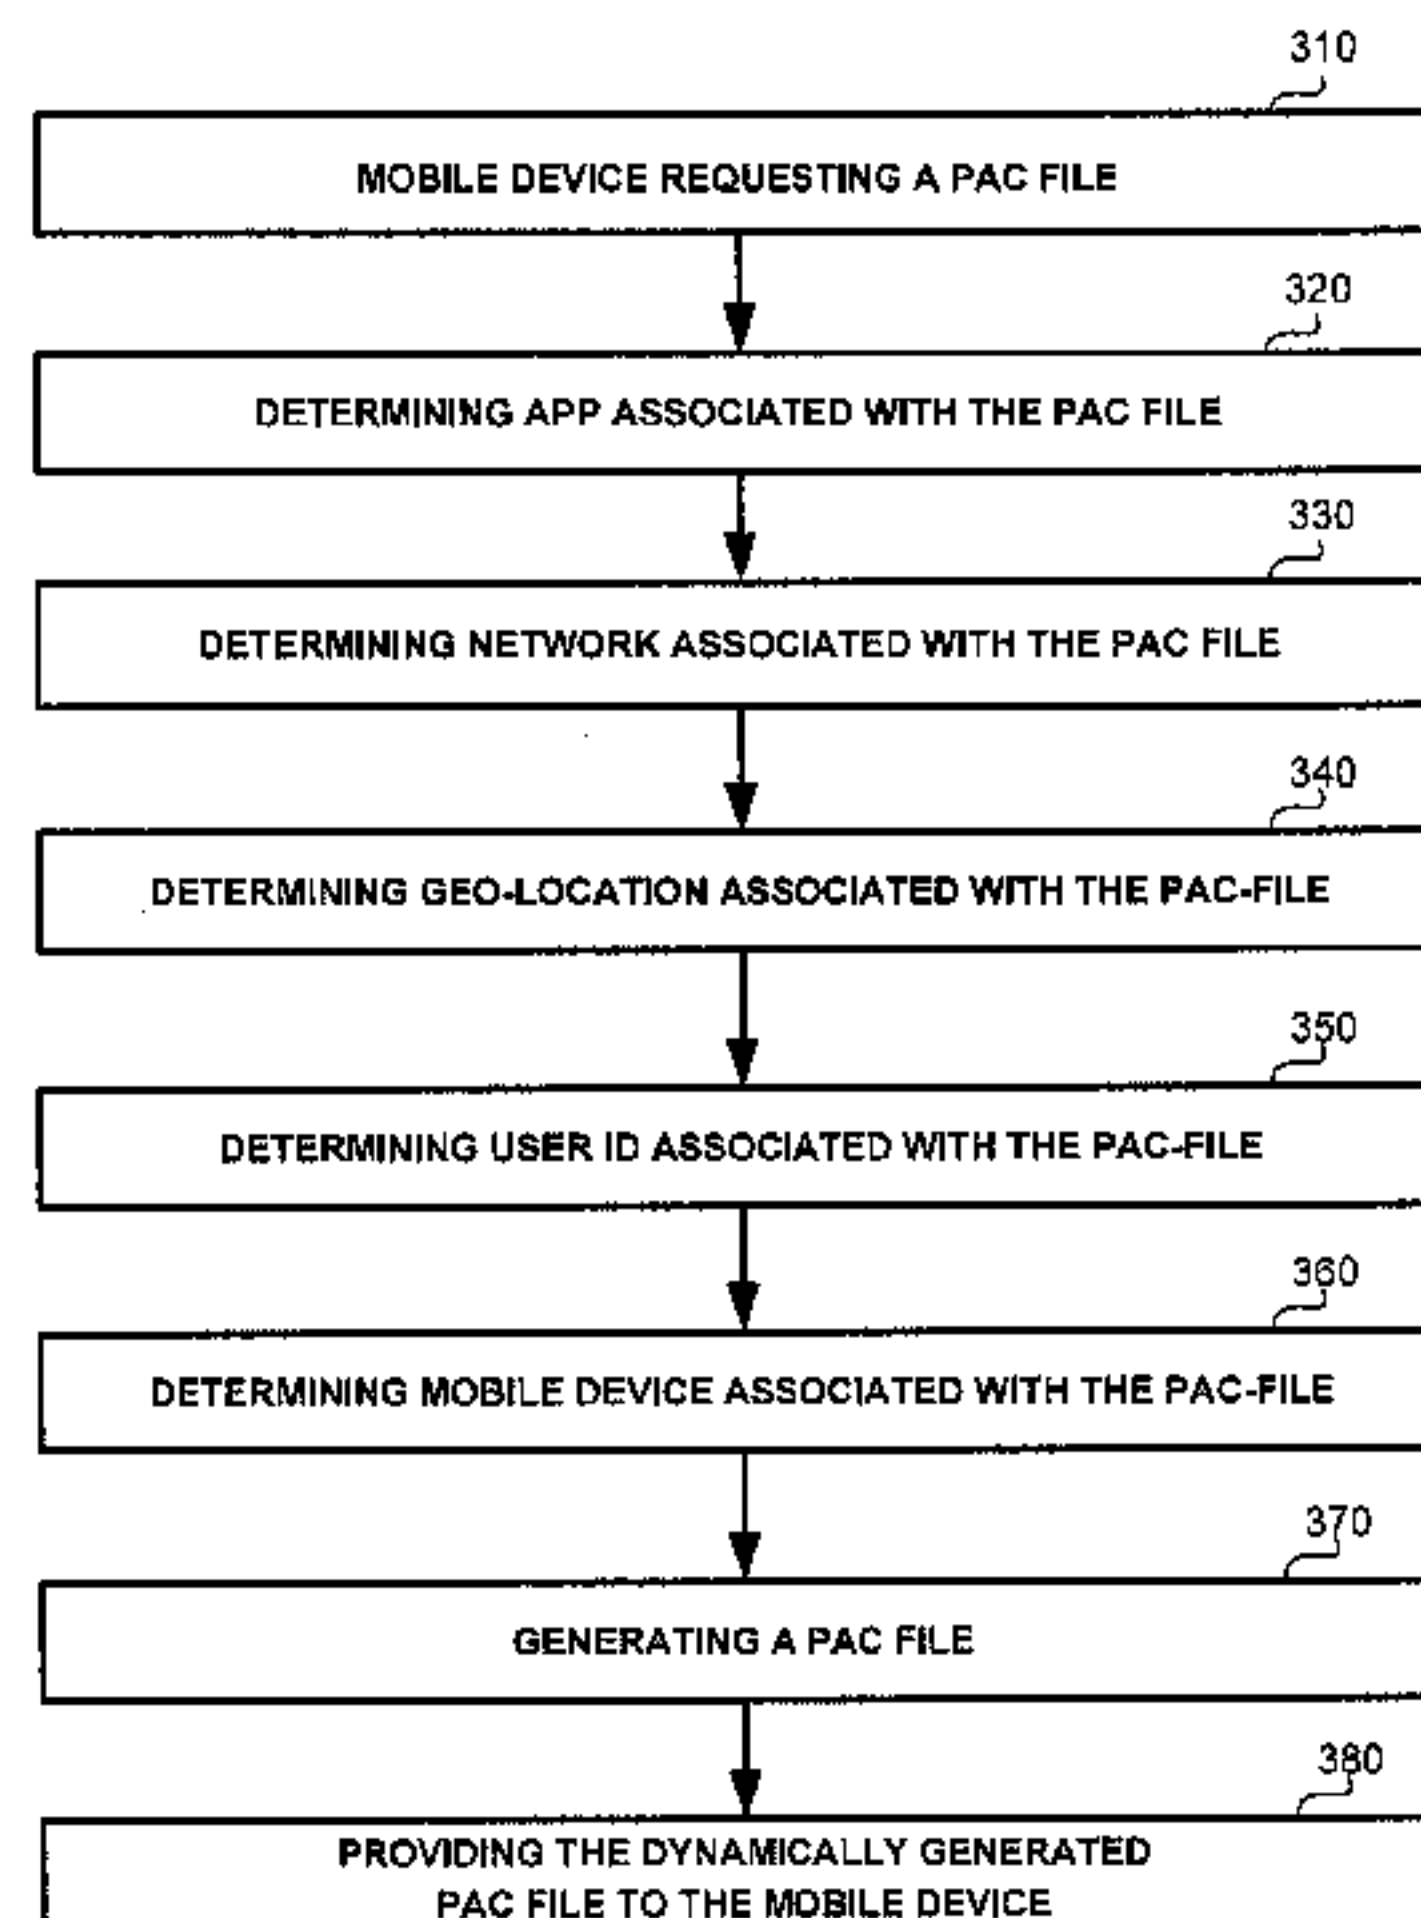 310
MOBILE DEVICE REQUESTING A PAC FILE
320
DETERMINING APP ASSOCIATED WITH THE PAC FILE
330
DETERMINING NETWORK ASSOCIATED WITH THE PAC FILE
340
DETERMINING GEO-LOCATION ASSOCIATED WITH THE PAC-FILE
350
DETERMINING USER ID ASSOCIATED WITH THE PAC-FILE
360
DETERMINING MOBILE DEVICE ASSOCIATED WITH THE PAC-FILE
370
GENERATING A PAC FILE
380
PROVIDING THE DYNAMICALLY GENERATED
PAC FILE TO THE MOBILE DEVICE